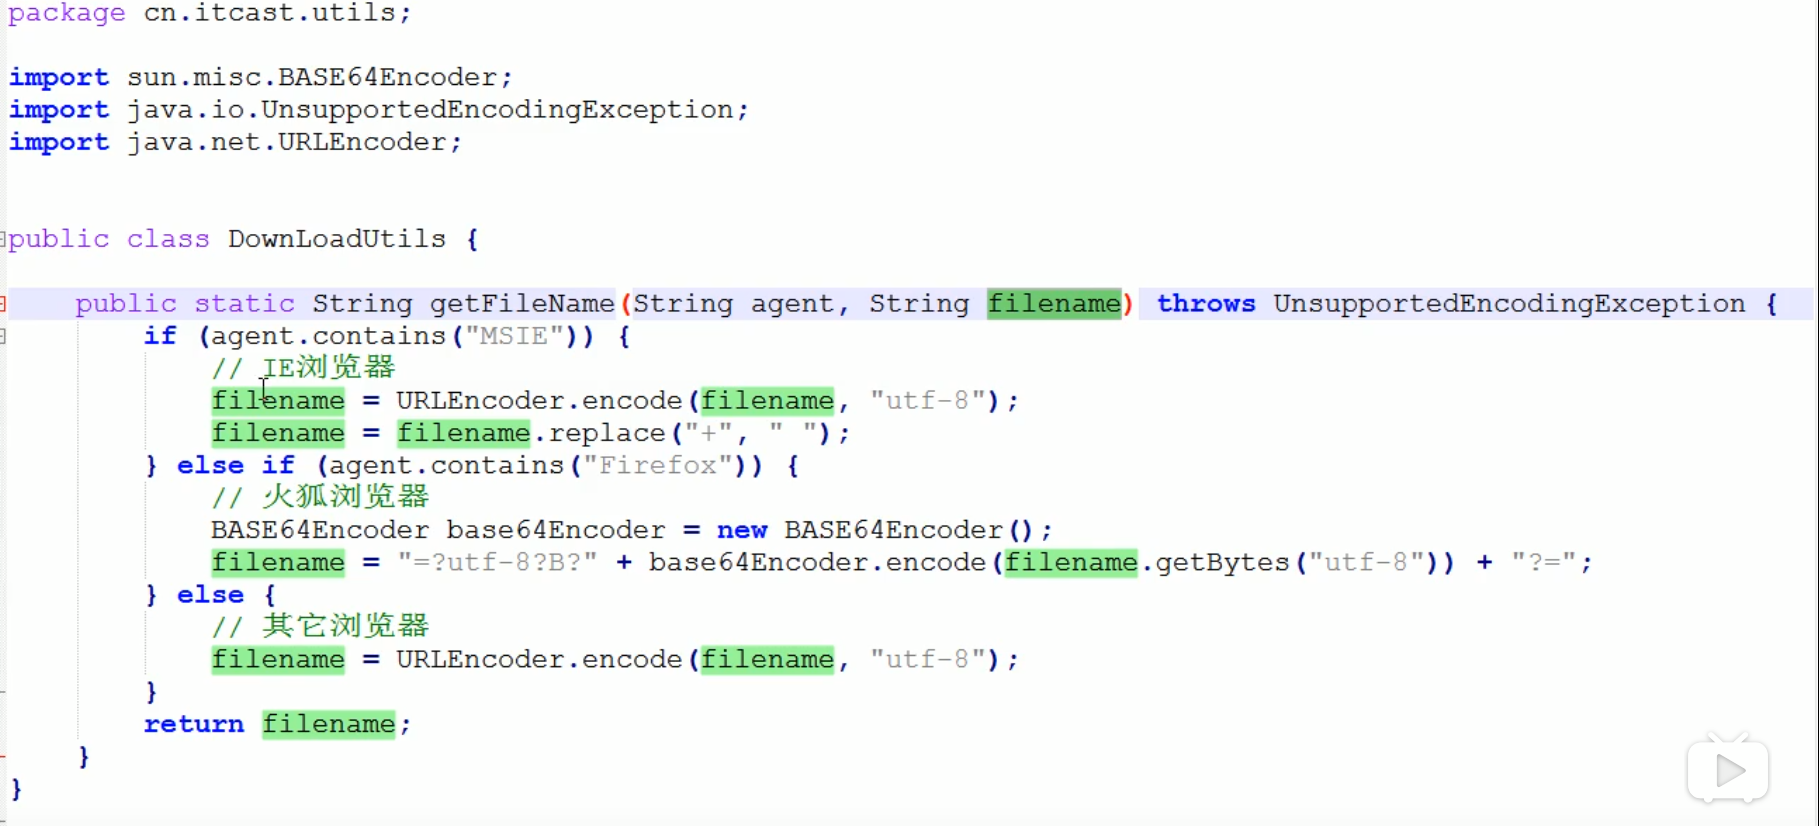 package cn.itcast.utils;
import sun.misc.BASE64Encoder;
import java.io.UnsupportedEncodingException;
import java.net.URLEncoder;
public class DownLoadUtils {
public static String getFileName(String agent, String filename) throws UnsupportedEncodingException {
if (agent.contains("MSIE")) {
// IE浏览器
filename = URLEncoder.encode(filename, "utf-8");
filename = filename.replace("+", " ");
} else if (agent.contains("Firefox")) {
// 火狐浏览器
BASE64Encoder base64Encoder = new BASE64Encoder();
filename = "=?utf-8?B?" + base64Encoder.encode(filename.getBytes("utf-8")) + "?=";
} else {
// 其它浏览器
filename = URLEncoder.encode(filename, "utf-8");
}
return filename;
}
}